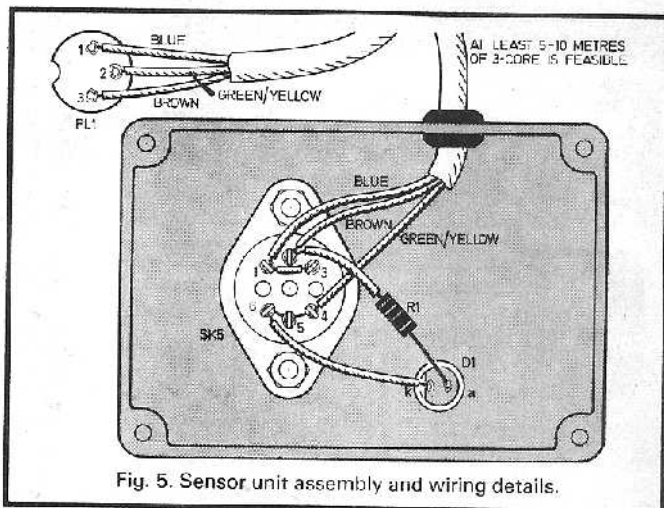 BLUE
1
2
3
GREEN/YELLOW
BROWN
PL1
AT LEAST 5-10 METRES
OF 3-CORE IS FEASIBLE
BLUE
BROWN
GREEN/YELLOW
1
3
6
5
4
SK5
R1
D1
k
a
Fig. 5. Sensor unit assembly and wiring details.